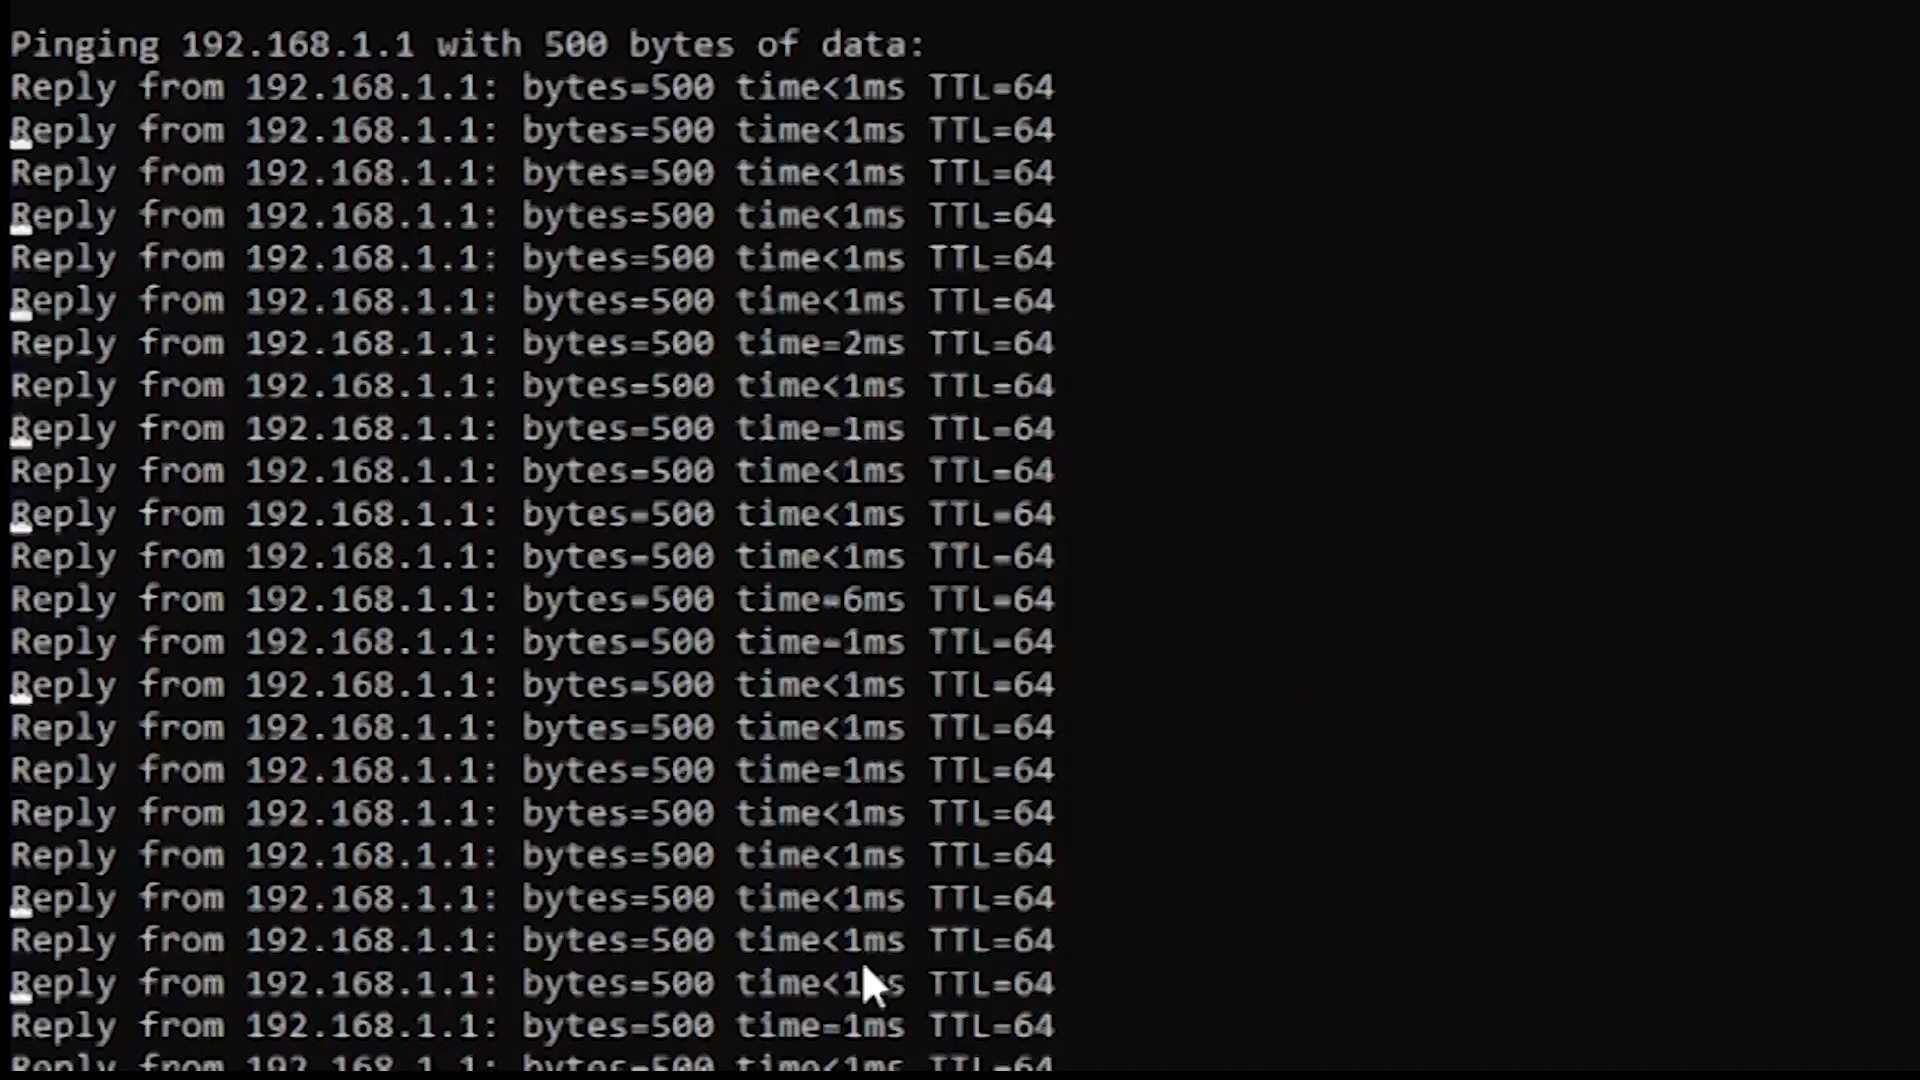 Pinging 192.168.1.1 with 500 bytes of data:
Reply from 192.168.1.1: bytes=500 time<1ms TTL=64
Reply from 192.168.1.1: bytes=500 time<1ms TTL=64
Reply from 192.168.1.1: bytes=500 time<1ms TTL=64
Reply from 192.168.1.1: bytes=500 time<1ms TTL=64
Reply from 192.168.1.1: bytes=500 time<1ms TTL=64
Reply from 192.168.1.1: bytes=500 time<1ms TTL=64
Reply from 192.168.1.1: bytes=500 time=2ms TTL=64
Reply from 192.168.1.1: bytes=500 time<1ms TTL=64
Reply from 192.168.1.1: bytes=500 time=1ms TTL=64
Reply from 192.168.1.1: bytes=500 time<1ms TTL=64
Reply from 192.168.1.1: bytes=500 time<1ms TTL=64
Reply from 192.168.1.1: bytes=500 time<1ms TTL=64
Reply from 192.168.1.1: bytes=500 time=6ms TTL=64
Reply from 192.168.1.1: bytes=500 time=1ms TTL=64
Reply from 192.168.1.1: bytes=500 time<1ms TTL=64
Reply from 192.168.1.1: bytes=500 time<1ms TTL=64
Reply from 192.168.1.1: bytes=500 time=1ms TTL=64
Reply from 192.168.1.1: bytes=500 time<1ms TTL=64
Reply from 192.168.1.1: bytes=500 time<1ms TTL=64
Reply from 192.168.1.1: bytes=500 time<1ms TTL=64
Reply from 192.168.1.1: bytes=500 time<1ms TTL=64
Reply from 192.168.1.1: bytes=500 time<1ms TTL=64
Reply from 192.168.1.1: bytes=500 time=1ms TTL=64
Reply from 192.168.1.1: bytes=500 time<1ms TTL=64